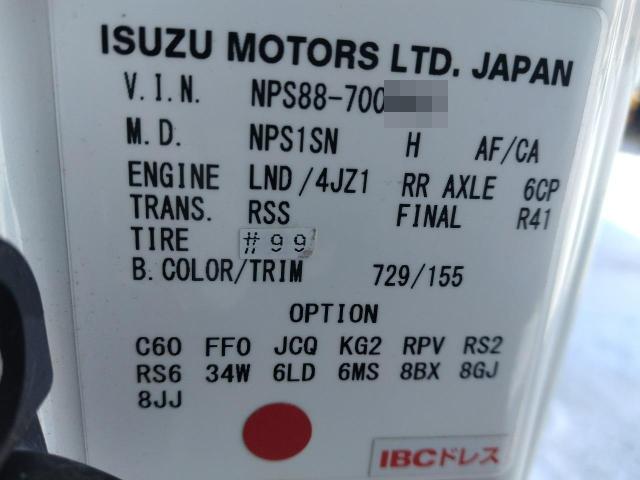 ISUZU MOTORS LTD. JAPAN
V.I.N. NPS88-700
M.D. NPS1SN H AF/CA
ENGINE LND/4JZ1 RR AXLE 6CP
TRANS. RSS FINAL R41
TIRE #99
B.COLOR/TRIM 729/155
OPTION
C60 FF0 JCQ KG2 RPV RS2
RS6 34W 6LD 6MS 8BX 8GJ
8JJ
IBCドレス